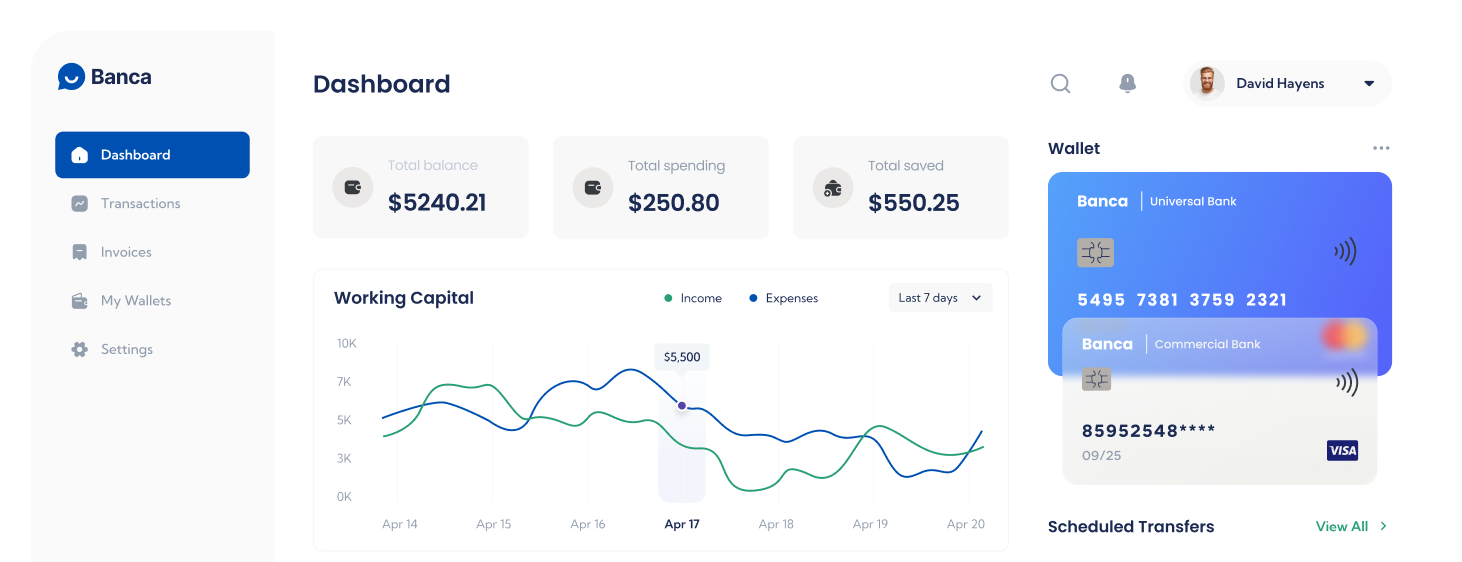 Banca
Dashboard
Transactions
Invoices
My Wallets
Settings
Dashboard
David Hayens
Total balance
$5240.21
Total spending
$250.80
Total saved
$550.25
Working Capital
Income
Expenses
Last 7 days
10K
7K
5K
3K
0K
$5,500
Apr 14
Apr 15
Apr 16
Apr 17
Apr 18
Apr 19
Apr 20
Wallet
Banca
Universal Bank
5495 7381 3759 2321
Banca
Commercial Bank
85952548****
09/25
VISA
Scheduled Transfers
View All